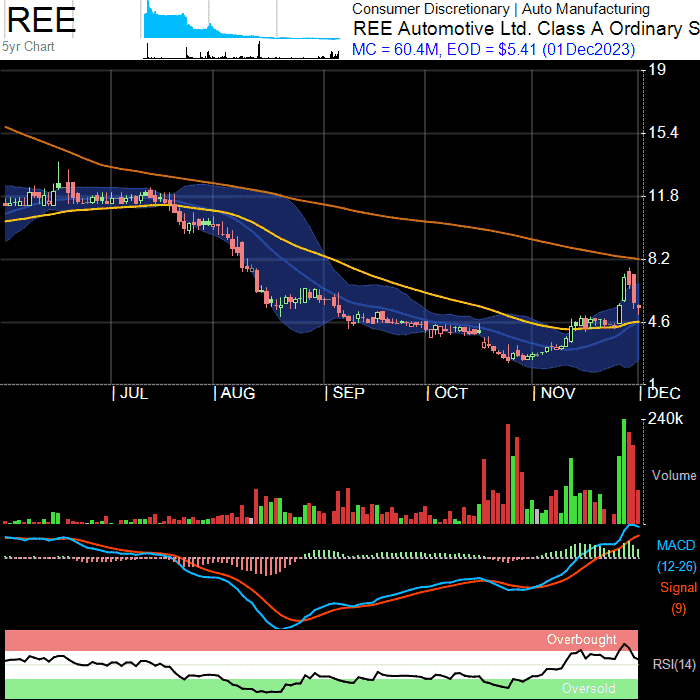 REE
5yr Chart
Consumer Discretionary | Auto Manufacturing
REE Automotive Ltd. Class A Ordinary S
MC = 60.4M, EOD = $5.41 (01Dec2023)
19
15.4
11.8
8.2
4.6
1
JUL
AUG
SEP
OCT
NOV
DEC
240k
Volume
MACD
(12-26)
Signal
(9)
Overbought
RSI(14)
Oversold